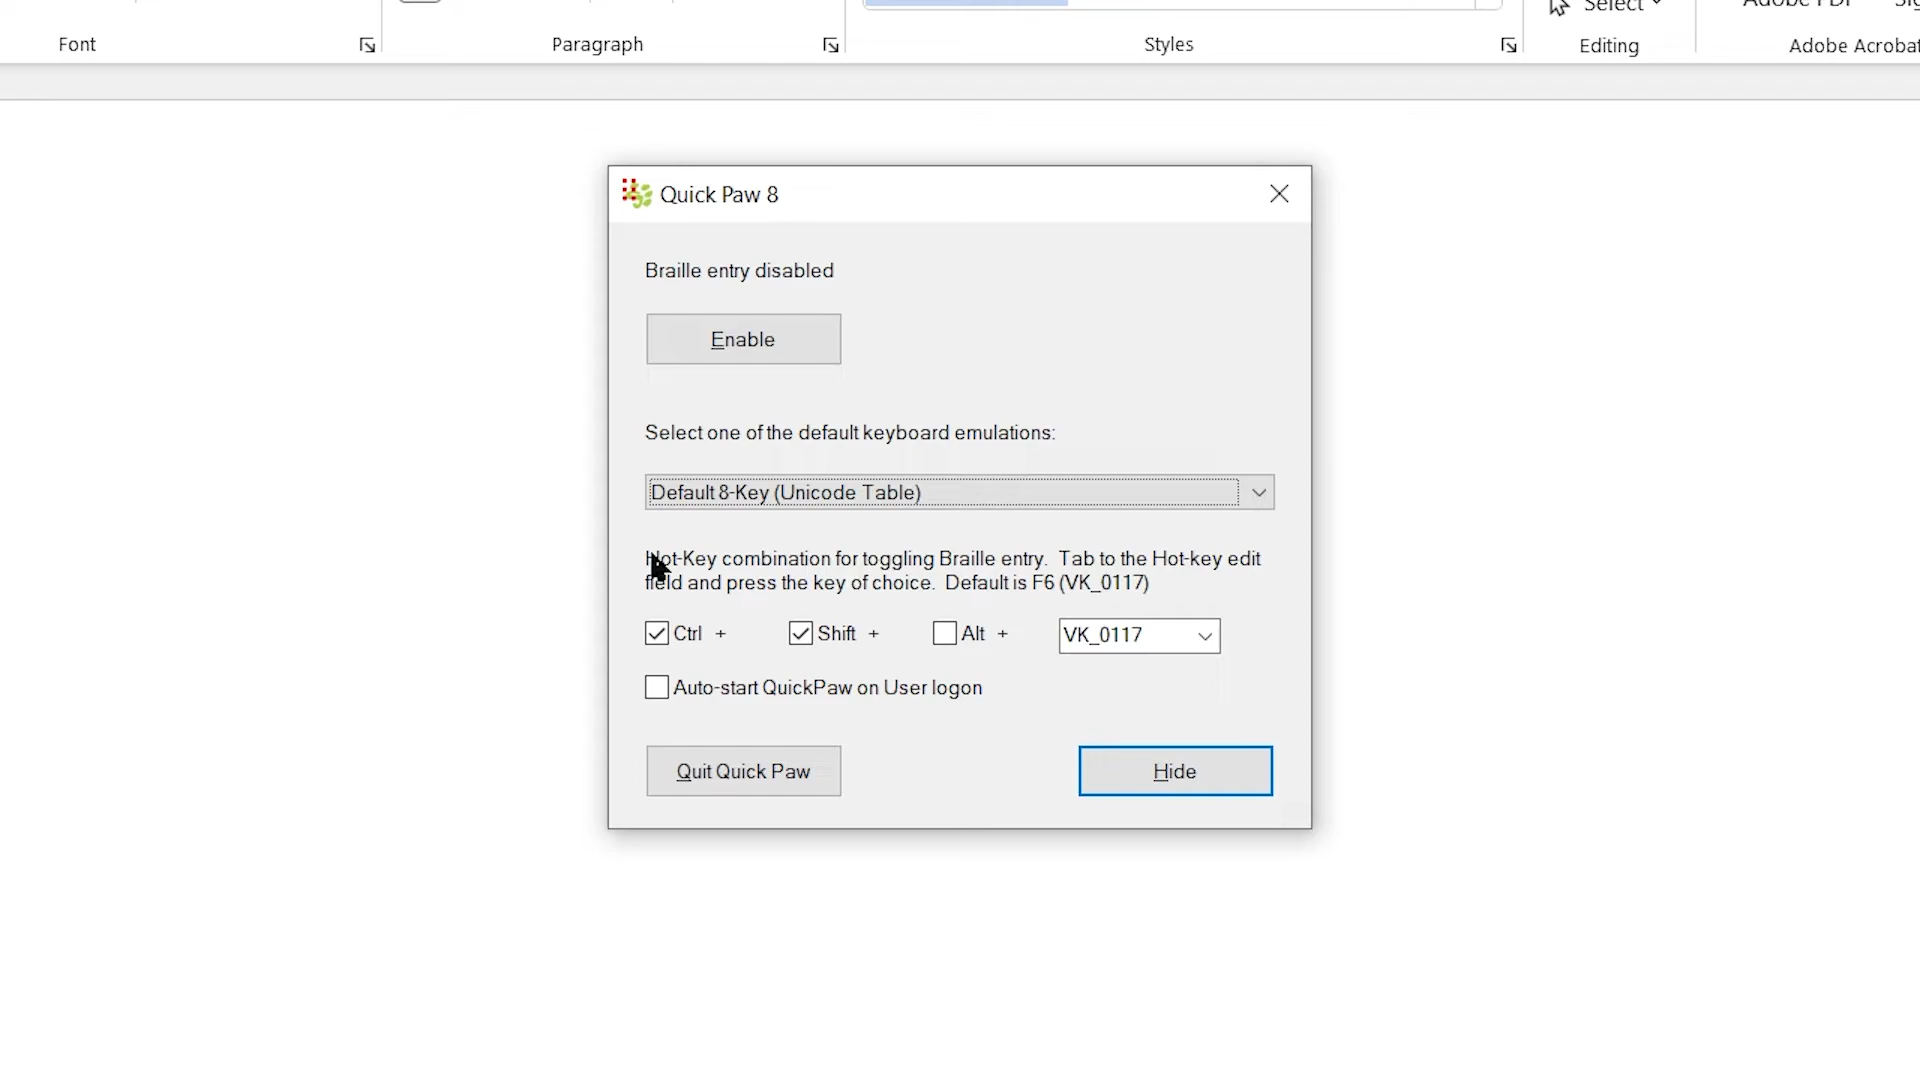 Select
Font
Paragraph
Styles
Editing
Adobe Acrobat
Quick Paw 8
Braille entry disabled
Enable
Select one of the default keyboard emulations:
Default 8-Key (Unicode Table)
Hot-Key combination for toggling Braille entry. Tab to the Hot-key edit
field and press the key of choice. Default is F6 (VK_0117)
Ctrl + Shift + Alt + VK_0117
Auto-start QuickPaw on User logon
Quit Quick Paw
Hide